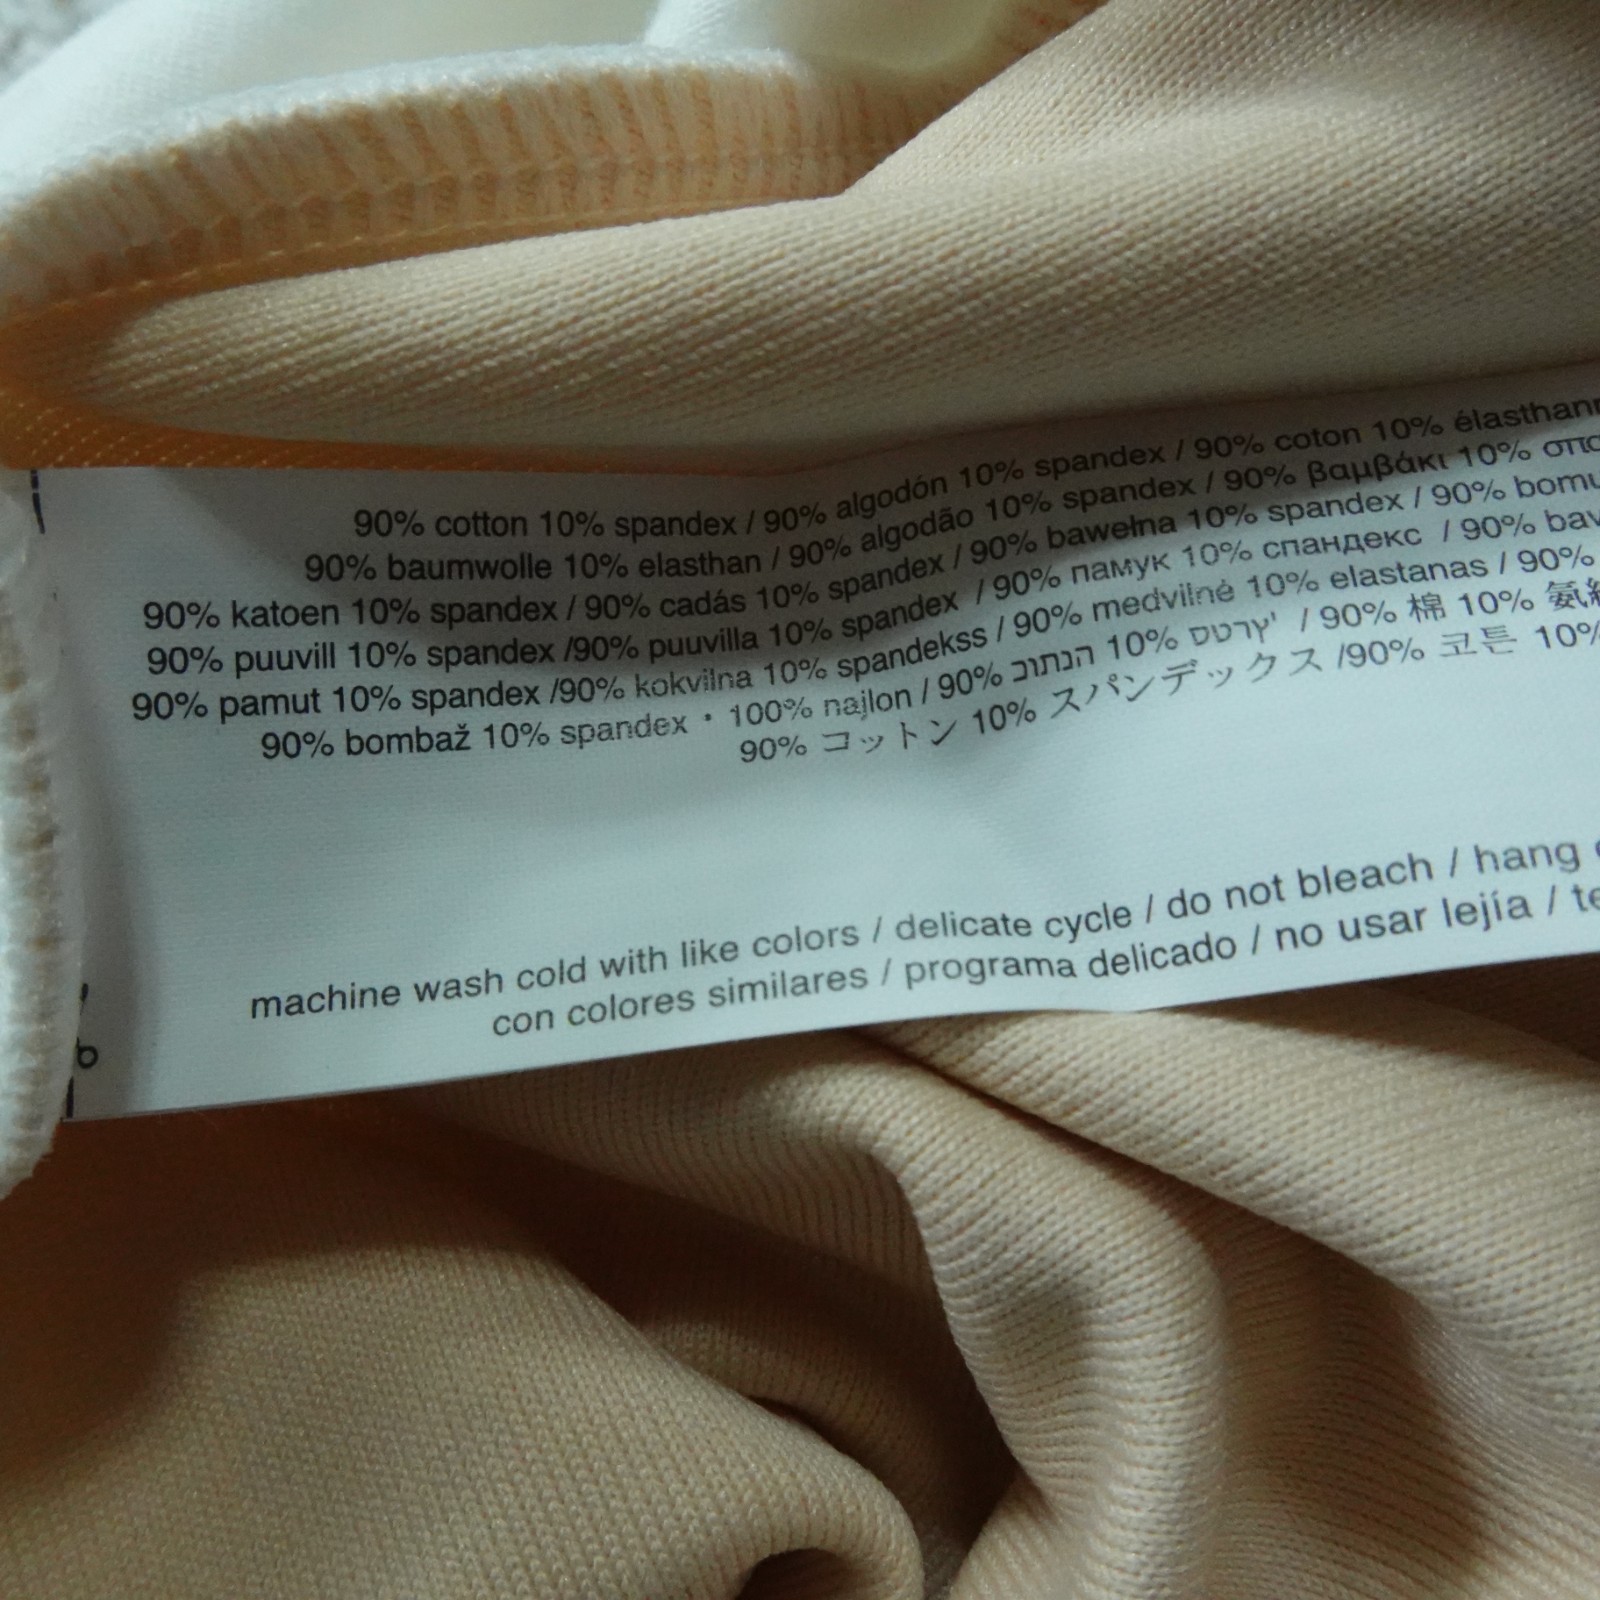 90% cotton 10% spandex / 90% algodón 10% spandex / 90% coton 10% élasthann
90% baumwolle 10% elasthan / 90% algodão 10% spandex / 90% βαμβάκι 10% σπα
90% katoen 10% spandex / 90% cadás 10% spandex / 90% bawełna 10% spandex / 90% bomu
90% puuvill 10% spandex /90% puuvilla 10% spandex / 90% памук 10% спандекс / 90% bav
90% pamut 10% spandex /90% kokvilna 10% spandekss / 90% medvilnė 10% elastanas / 90%
90% bombaž 10% spandex • 100% najlon / 90% הנתוכ 10% / 90% 棉 10% 氨
90% コットン 10% スパンデックス /90% 코튼 10%
machine wash cold with like colors / delicate cycle / do not bleach / hang
con colores similares / programa delicado / no usar lejía / te